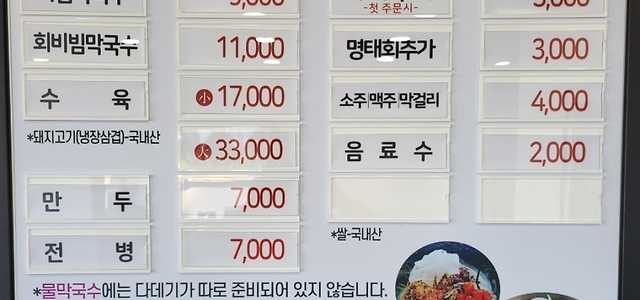 회비빔막국수 11,000
수 육 小 17,000
*돼지고기(냉장삼겹)-국내산
大 33,000
만 두 7,000
전 병 7,000
*물막국수에는 다데기가 따로 준비되어 있지 않습니다.
-첫 주문시-
명태회추가 3,000
소주|맥주|막걸리 4,000
음 료 수 2,000
*쌀-국내산